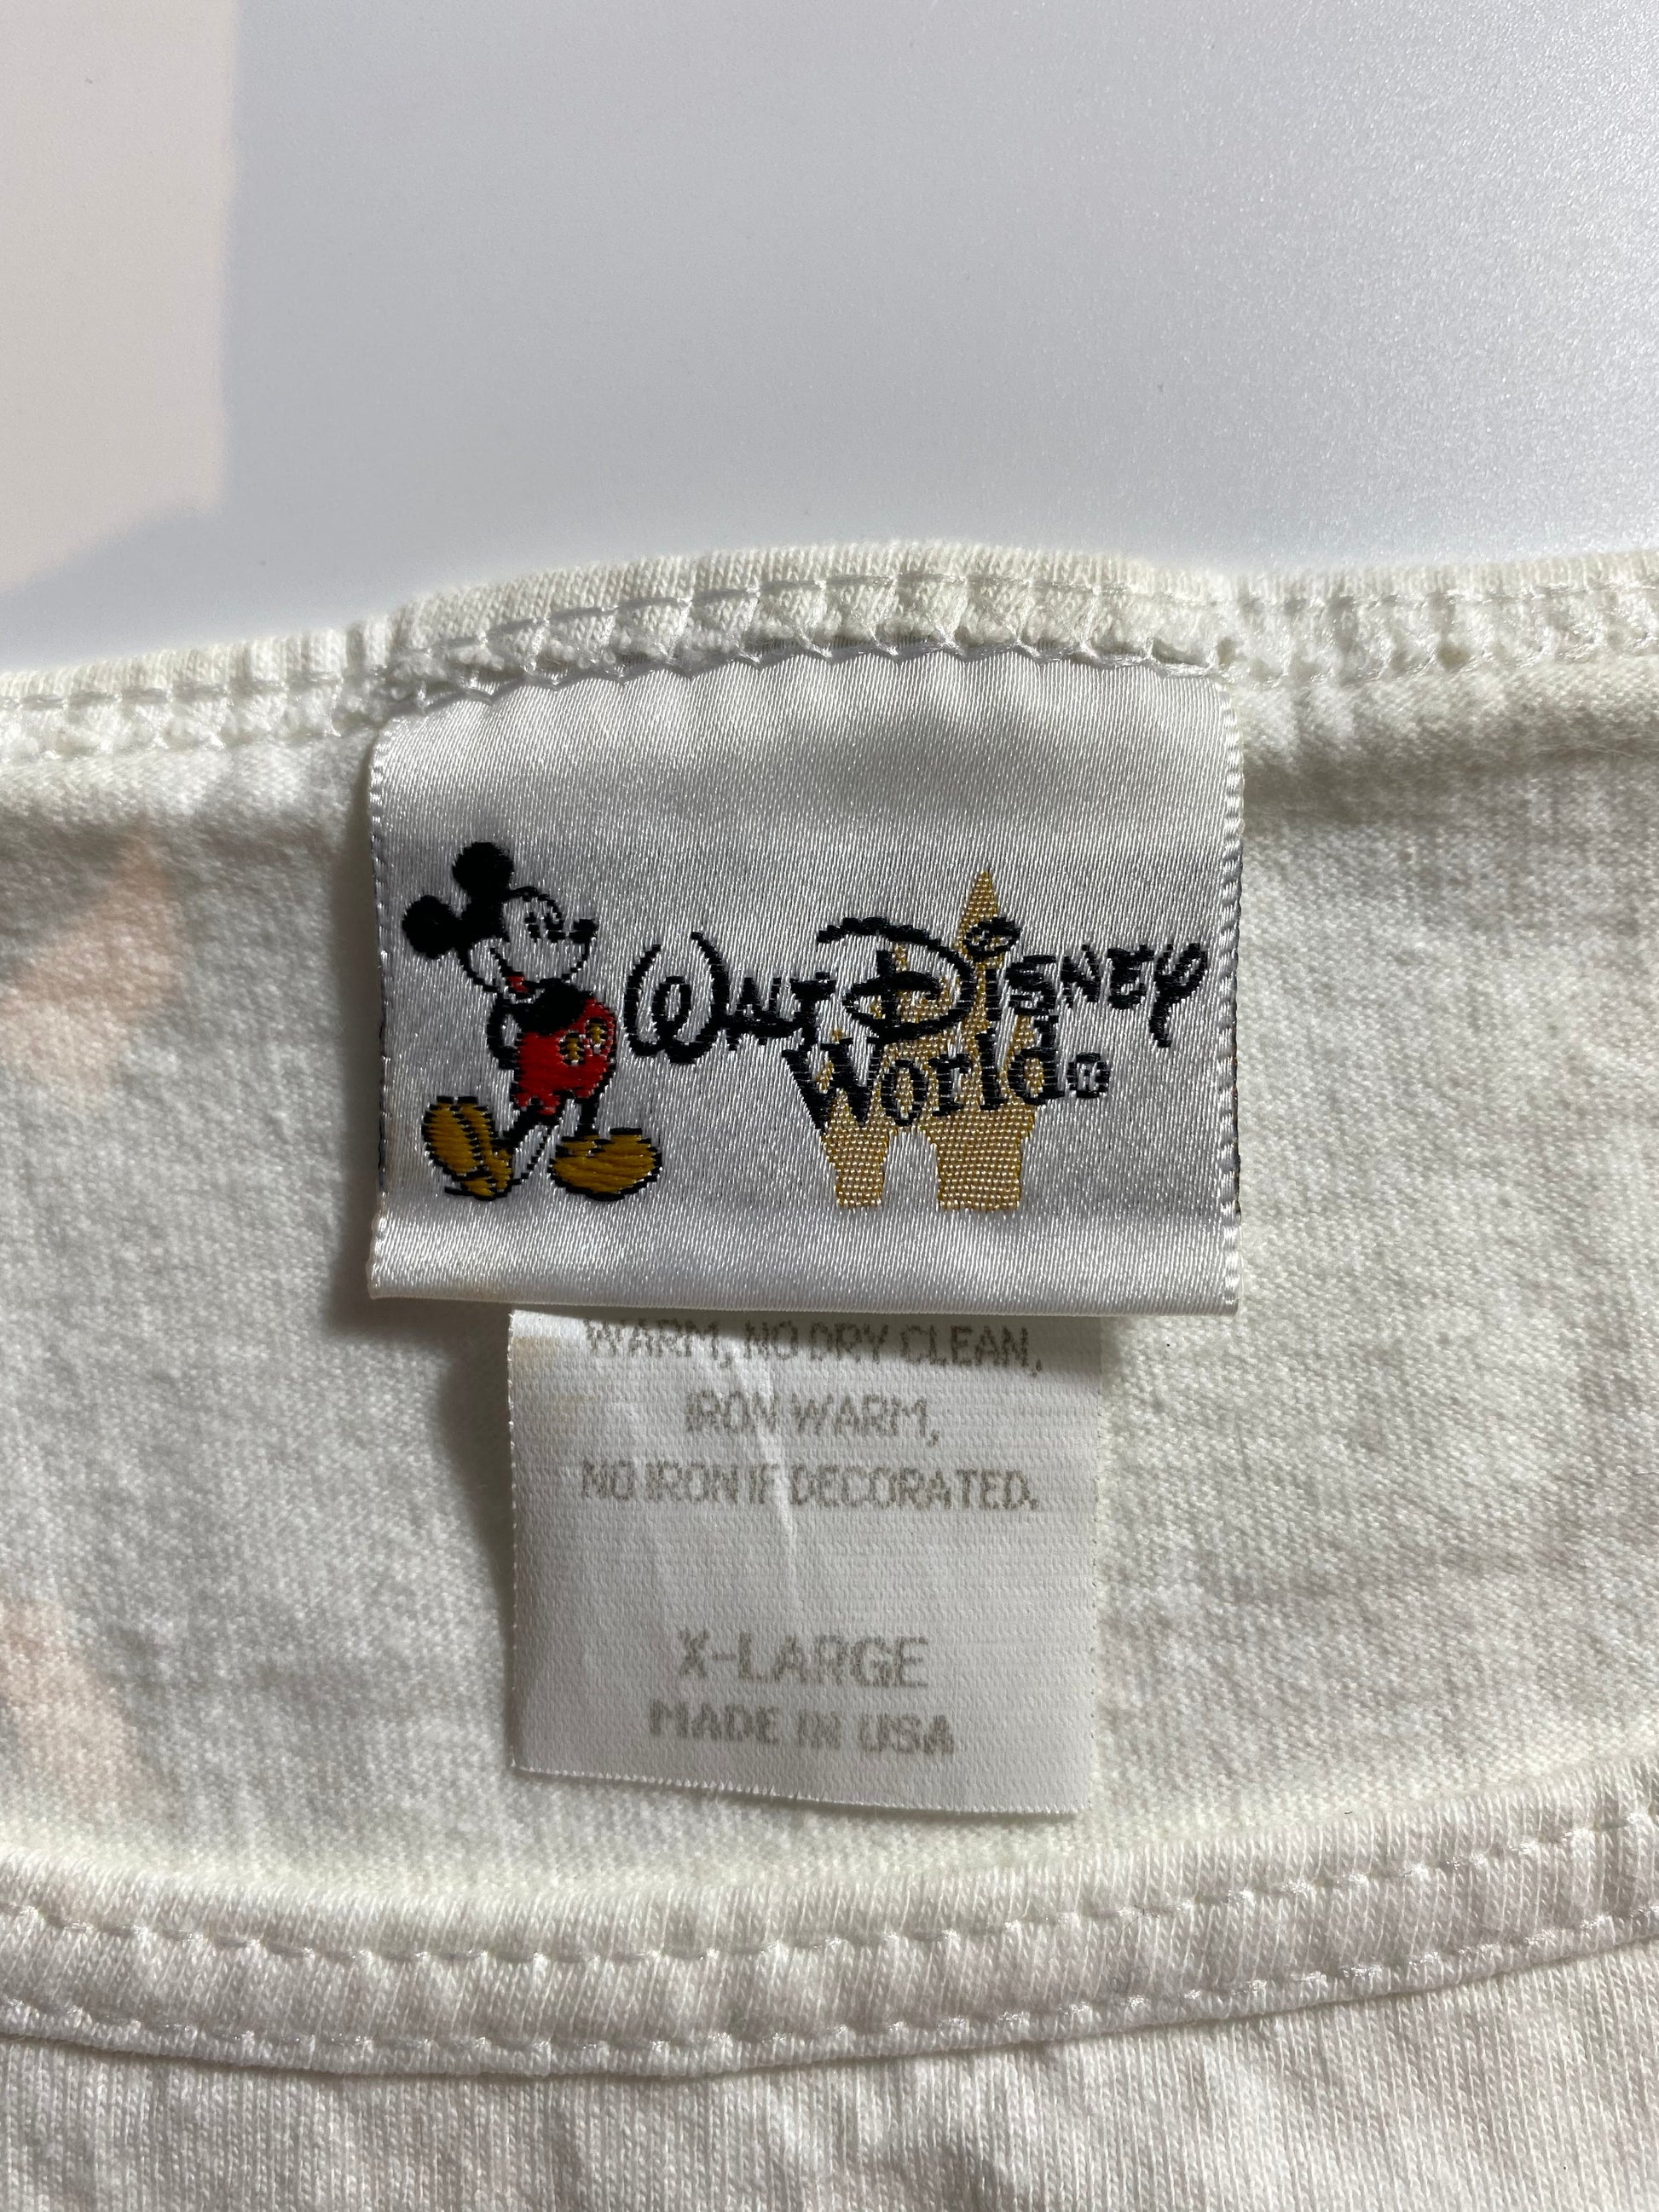 WALT DISNEY
World®
WARM, NO DRY CLEAN,
IRON WARM,
NO IRON IF DECORATED.
X-LARGE
MADE IN USA